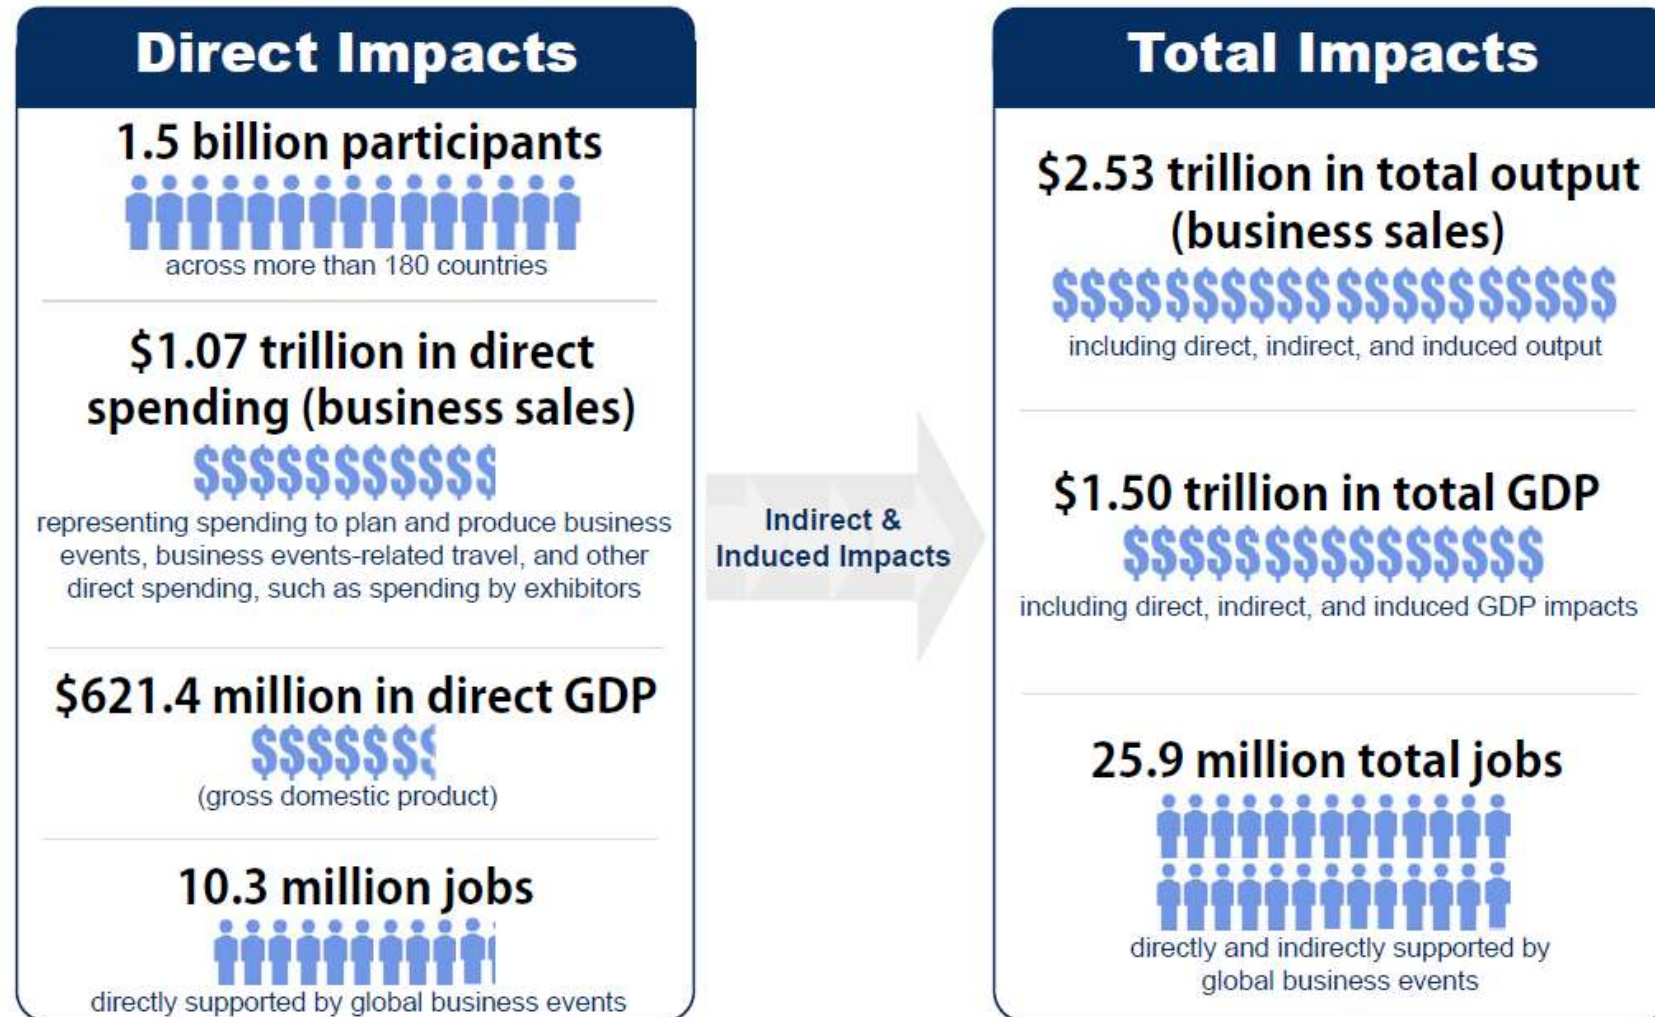 Direct Impacts
1.5 billion participants
across more than 180 countries
$1.07 trillion in direct
spending (business sales)
$$$$$$$$$$$
representing spending to plan and produce business
events, business events-related travel, and other
direct spending, such as spending by exhibitors
$621.4 million in direct GDP
$$$$$$$
(gross domestic product)
10.3 million jobs
directly supported by global business events
Indirect &
Induced Impacts
Total Impacts
$2.53 trillion in total output
(business sales)
$$$$$$$$$$$$$$$$$$$$
including direct, indirect, and induced output
$1.50 trillion in total GDP
$$$$$$$$$$$$$$$
including direct, indirect, and induced GDP impacts
25.9 million total jobs
directly and indirectly supported by
global business events